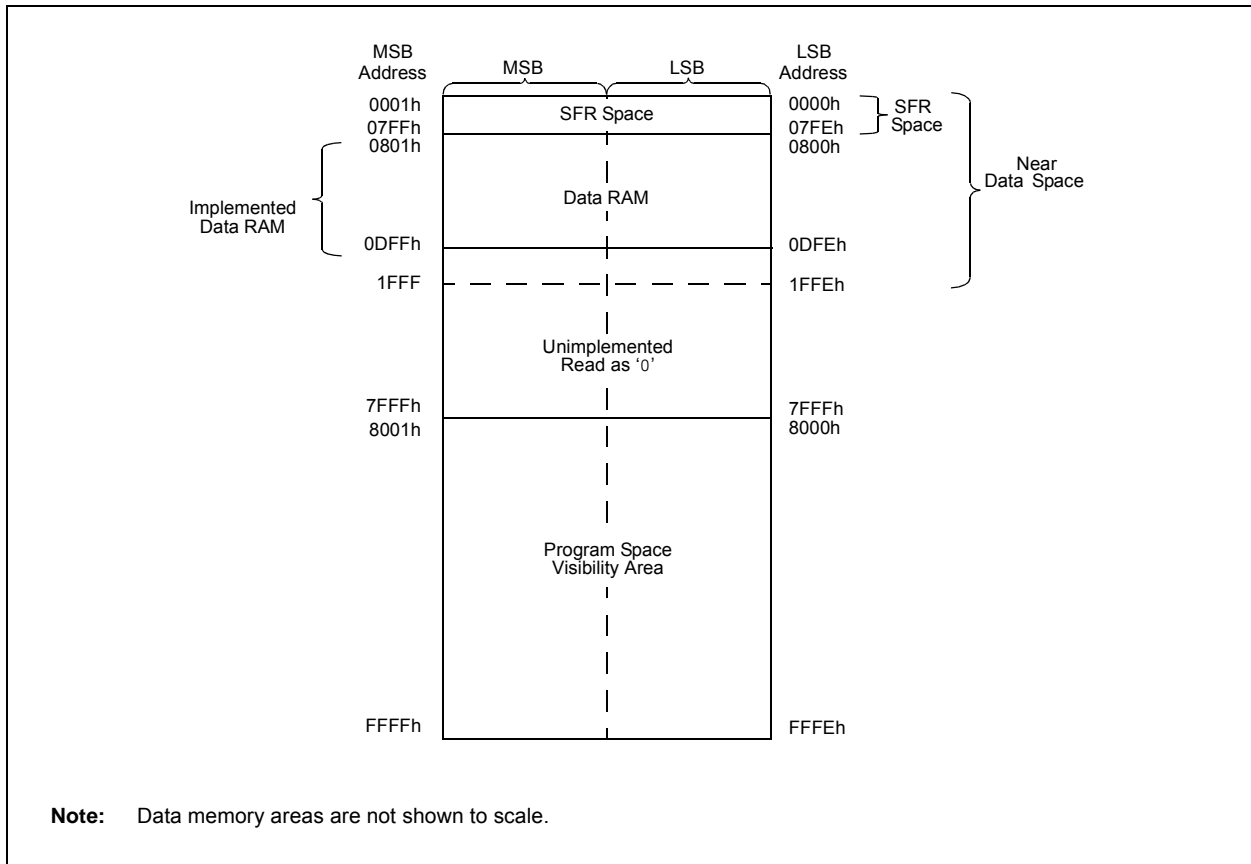 MSB
Address
MSB
LSB
LSB
Address
0001h
SFR Space
0000h
SFR
Space
07FFh
07FEh
0801h
0800h
Near
Data Space
Implemented
Data RAM
Data RAM
0DFFh
0DFEh
1FFF
1FFEh
Unimplemented
Read as ‘0’
7FFFh
7FFFh
8001h
8000h
Program Space
Visibility Area
FFFFh
FFFEh
Note: Data memory areas are not shown to scale.